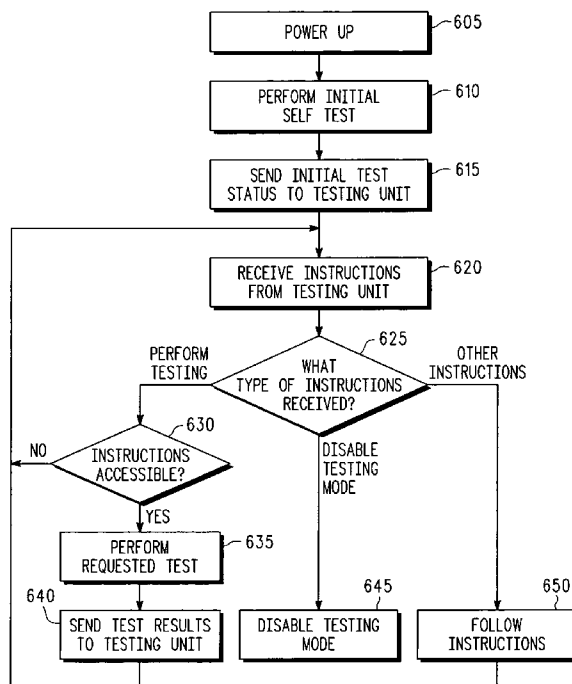 POWER UP
605
PERFORM INITIAL
SELF TEST
610
SEND INITIAL TEST
STATUS TO TESTING UNIT
615
RECEIVE INSTRUCTIONS
FROM TESTING UNIT
620
625
PERFORM
TESTING
WHAT
TYPE OF INSTRUCTIONS
RECEIVED?
OTHER
INSTRUCTIONS
630
NO
INSTRUCTIONS
ACCESSIBLE?
DISABLE
TESTING
MODE
YES
PERFORM
REQUESTED TEST
635
640
SEND TEST RESULTS
TO TESTING UNIT
645
DISABLE TESTING
MODE
650
FOLLOW
INSTRUCTIONS